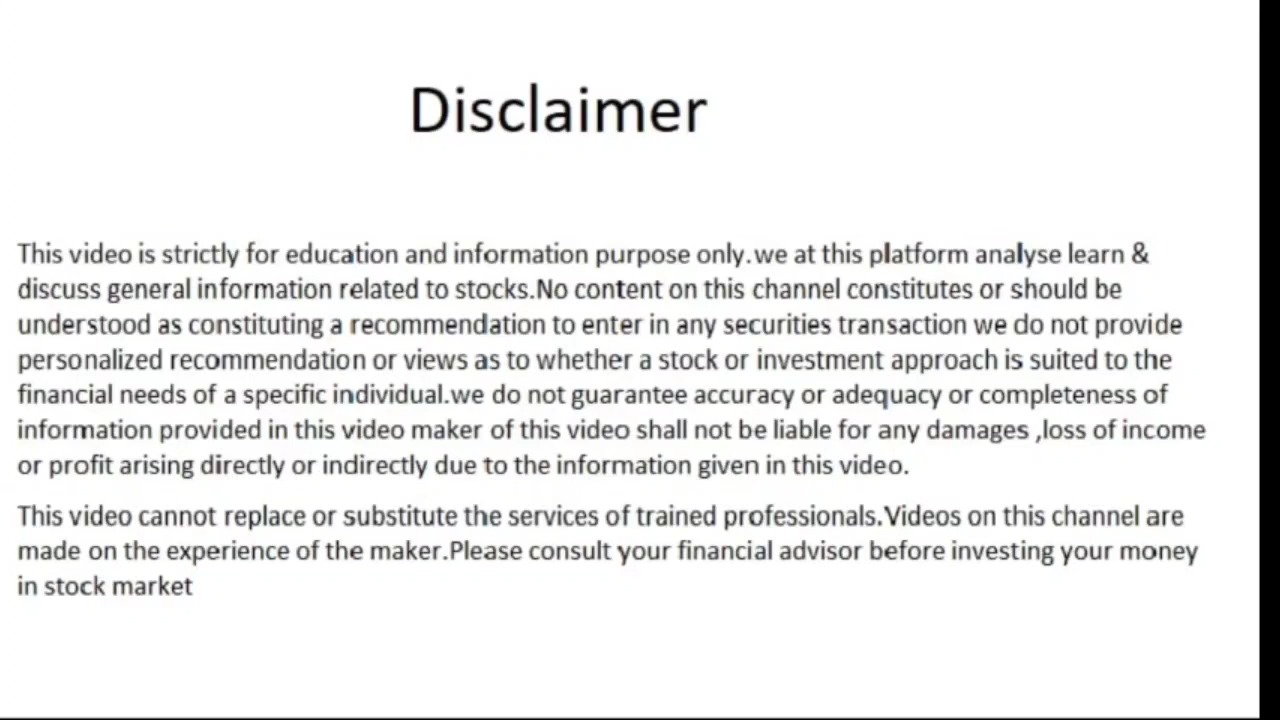 Disclaimer
This video is strictly for education and information purpose only.we at this platform analyse learn &
discuss general information related to stocks.No content on this channel constitutes or should be
understood as constituting a recommendation to enter in any securities transaction we do not provide
personalized recommendation or views as to whether a stock or investment approach is suited to the
financial needs of a specific individual.we do not guarantee accuracy or adequacy or completeness of
information provided in this video maker of this video shall not be liable for any damages ,loss of income
or profit arising directly or indirectly due to the information given in this video.
This video cannot replace or substitute the services of trained professionals.Videos on this channel are
made on the experience of the maker.Please consult your financial advisor before investing your money
in stock market